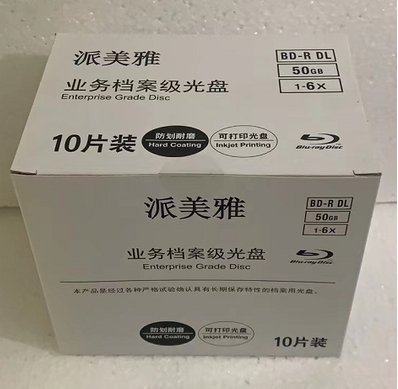 派美雅
BD-R DL
50GB
1-6X
业务档案级光盘
Enterprise Grade Disc
10片装
防划耐磨
Hard Coating
可打印光盘
Inkjet Printing
Blu-ray Disc
派美雅
BD-R DL
50GB
1-6X
业务档案级光盘
Enterprise Grade Disc
Blu-ray Disc
本产品是经过各种严格试验确认具有长期保存特性的档案用光盘。
防划耐磨
Hard Coating
可打印光盘
Inkjet Printing
10片装